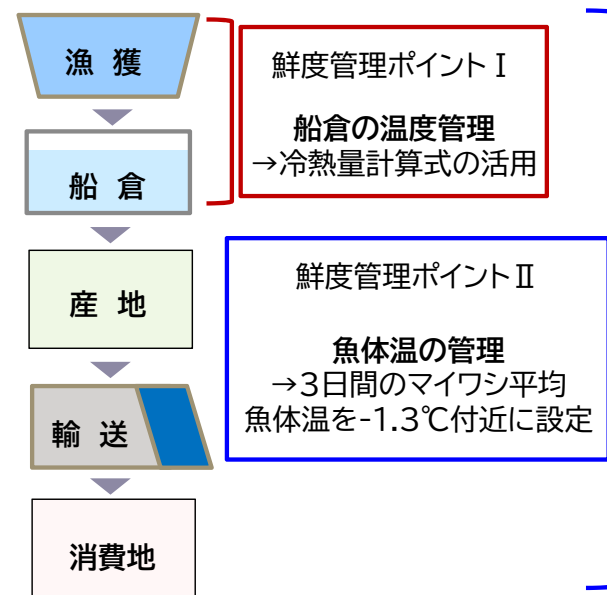 漁 獲
船 倉
産 地
輸 送
消費地
鮮度管理ポイント Ⅰ
船倉の温度管理
→冷熱量計算式の活用
鮮度管理ポイントⅡ
魚体温の管理
→3日間のマイワシ平均
魚体温を-1.3℃付近に設定